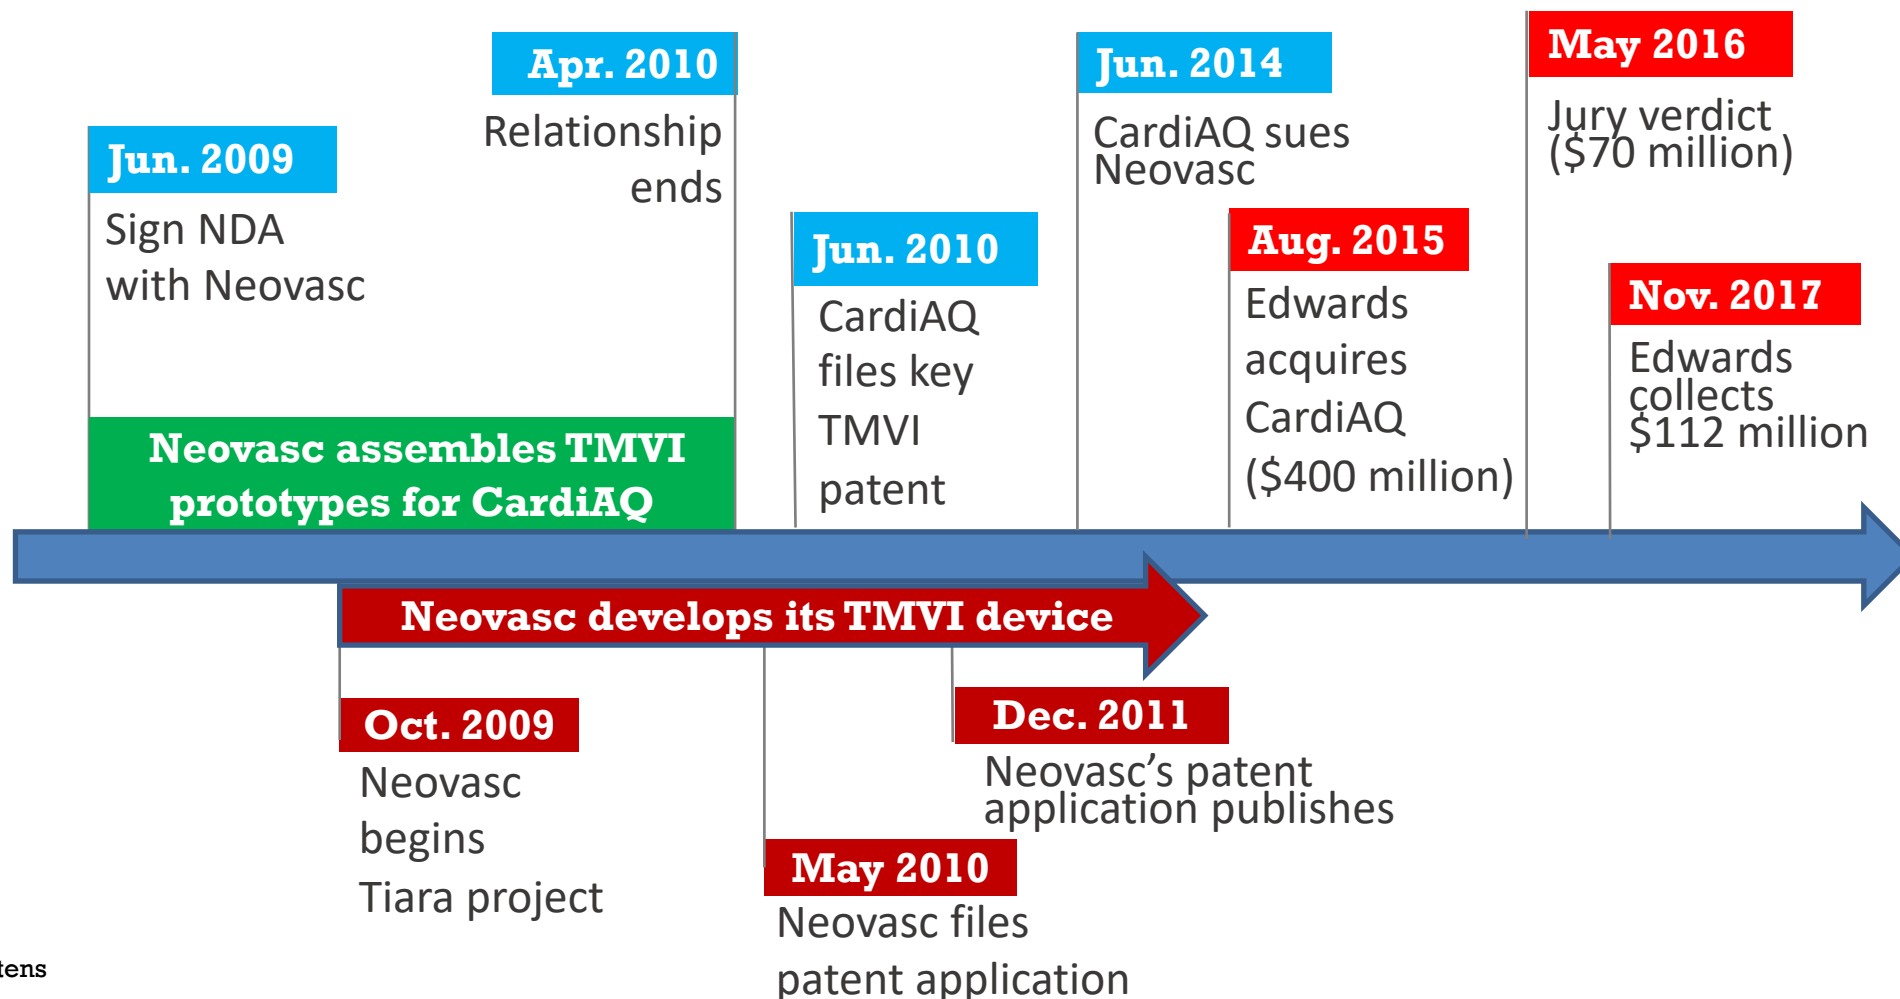 Jun. 2009
Sign NDA
with Neovasc
Apr. 2010
Relationship
ends
Neovasc assembles TMVI
prototypes for CardiAQ
Jun. 2010
CardiAQ
files key
TMVI
patent
Jun. 2014
CardiAQ sues
Neovasc
Aug. 2015
Edwards
acquires
CardiAQ
($400 million)
May 2016
Jury verdict
($70 million)
Nov. 2017
Edwards
collects
$112 million
Neovasc develops its TMVI device
Oct. 2009
Neovasc
begins
Tiara project
May 2010
Neovasc files
patent application
Dec. 2011
Neovasc’s patent
application publishes